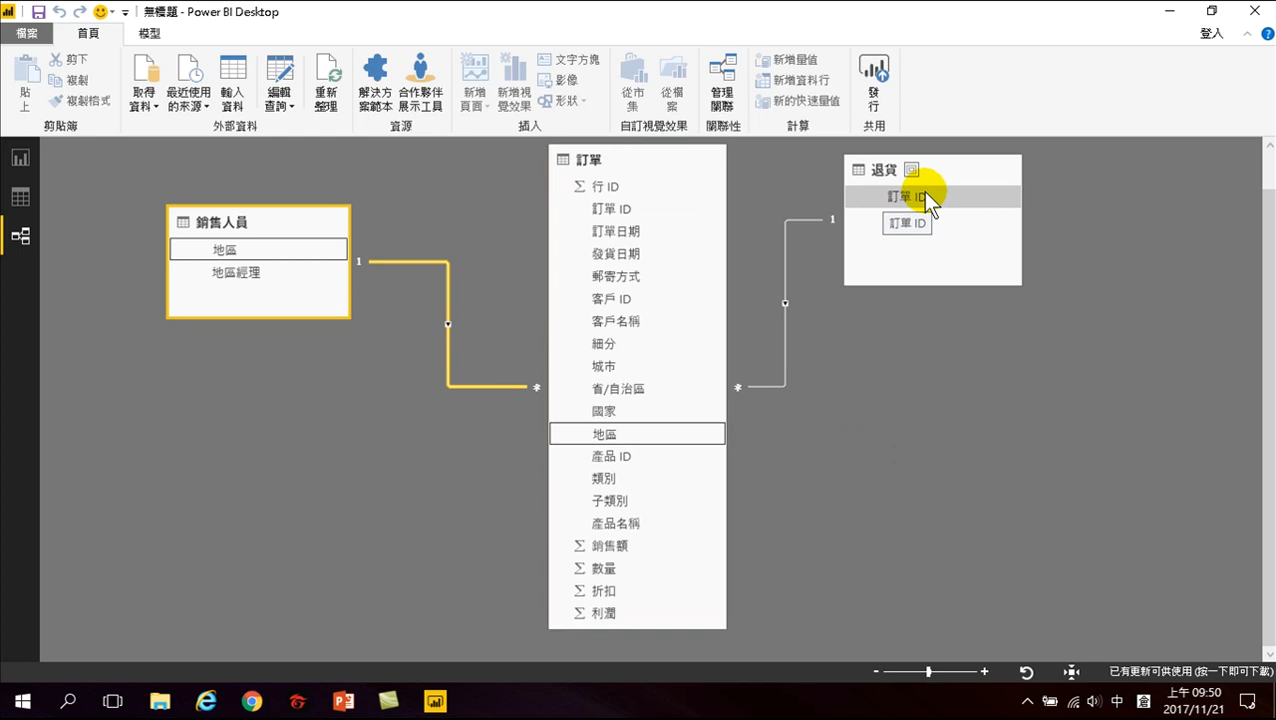 無標題 - Power BI Desktop
檔案
首頁
模型
登入
貼上
剪下
複製
複製格式
剪貼簿
取得資料
最近使用的來源
輸入資料
編輯查詢
重新整理
外部資料
解決方案範本
合作夥伴展示工具
資源
新增頁面
新增視覺效果
文字方塊
影像
形狀
插入
從市集
從檔案
自訂視覺效果
管理關聯
關聯性
新增量值
新增資料行
新的快速量值
計算
發行
共用
銷售人員
地區
地區經理
1
*
訂單
行 ID
訂單 ID
訂單日期
發貨日期
郵寄方式
客戶 ID
客戶名稱
細分
城市
省/自治區
國家
地區
產品 ID
類別
子類別
產品名稱
銷售額
數量
折扣
利潤
*
1
退貨
訂單 ID
訂單 ID
已有更新可供使用 (按一下即可下載)
中
上午 09:50
2017/11/21